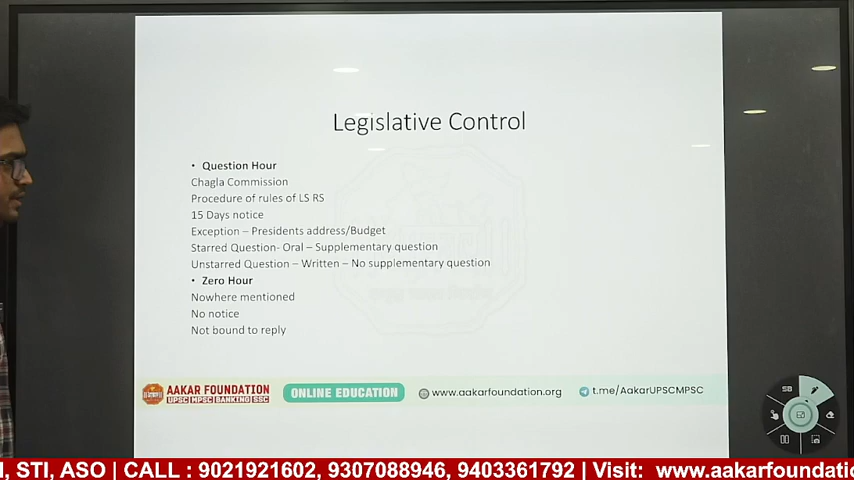 Legislative Control
• Question Hour
Chagla Commission
Procedure of rules of LS RS
15 Days notice
Exception – Presidents address/Budget
Starred Question- Oral – Supplementary question
Unstarred Question – Written – No supplementary question
• Zero Hour
Nowhere mentioned
No notice
Not bound to reply
AAKAR FOUNDATION
UPSC|MPSC|BANKING|SSC
ONLINE EDUCATION
www.aakarfoundation.org
t.me/AakarUPSCMPSC
SB
, STI, ASO | CALL : 9021921602, 9307088946, 9403361792 | Visit: www.aakarfoundatio